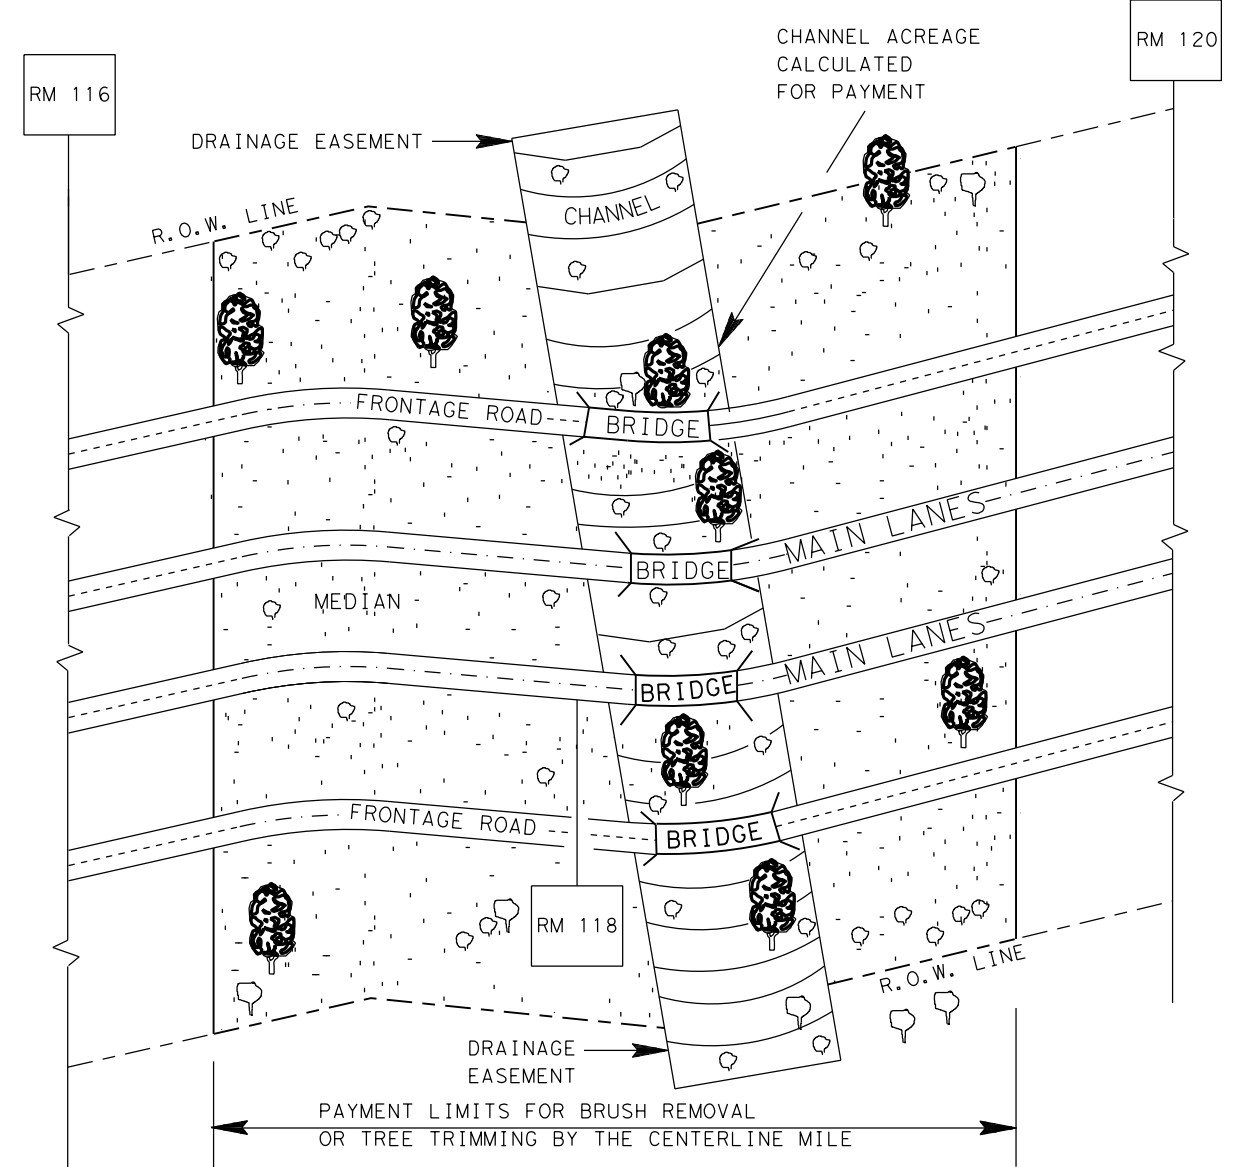 CHANNEL ACREAGE
CALCULATED
FOR PAYMENT
RM 120
RM 116
DRAINAGE EASEMENT
R.O.W. LINE
CHANNEL
FRONTAGE ROAD
BRIDGE
MAIN LANES
BRIDGE
MEDIAN
MAIN LANES
BRIDGE
FRONTAGE ROAD
BRIDGE
RM 118
R.O.W. LINE
DRAINAGE
EASEMENT
PAYMENT LIMITS FOR BRUSH REMOVAL
OR TREE TRIMMING BY THE CENTERLINE MILE